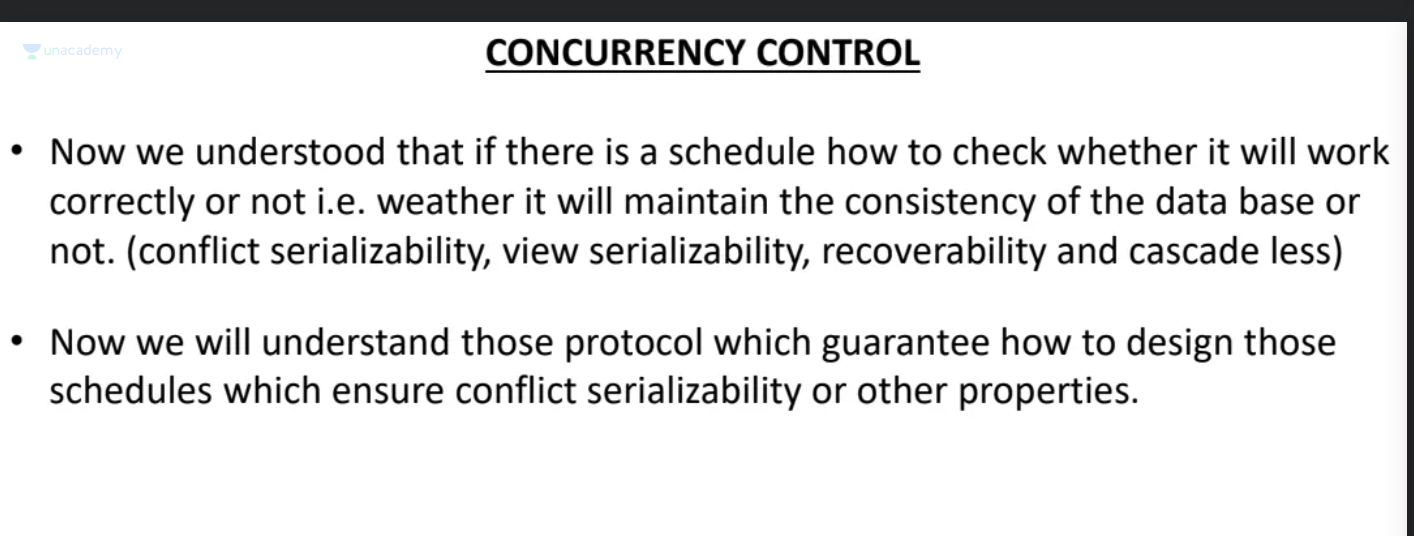 unacademy
CONCURRENCY CONTROL
• Now we understood that if there is a schedule how to check whether it will work
correctly or not i.e. weather it will maintain the consistency of the data base or
not. (conflict serializability, view serializability, recoverability and cascade less)
• Now we will understand those protocol which guarantee how to design those
schedules which ensure conflict serializability or other properties.